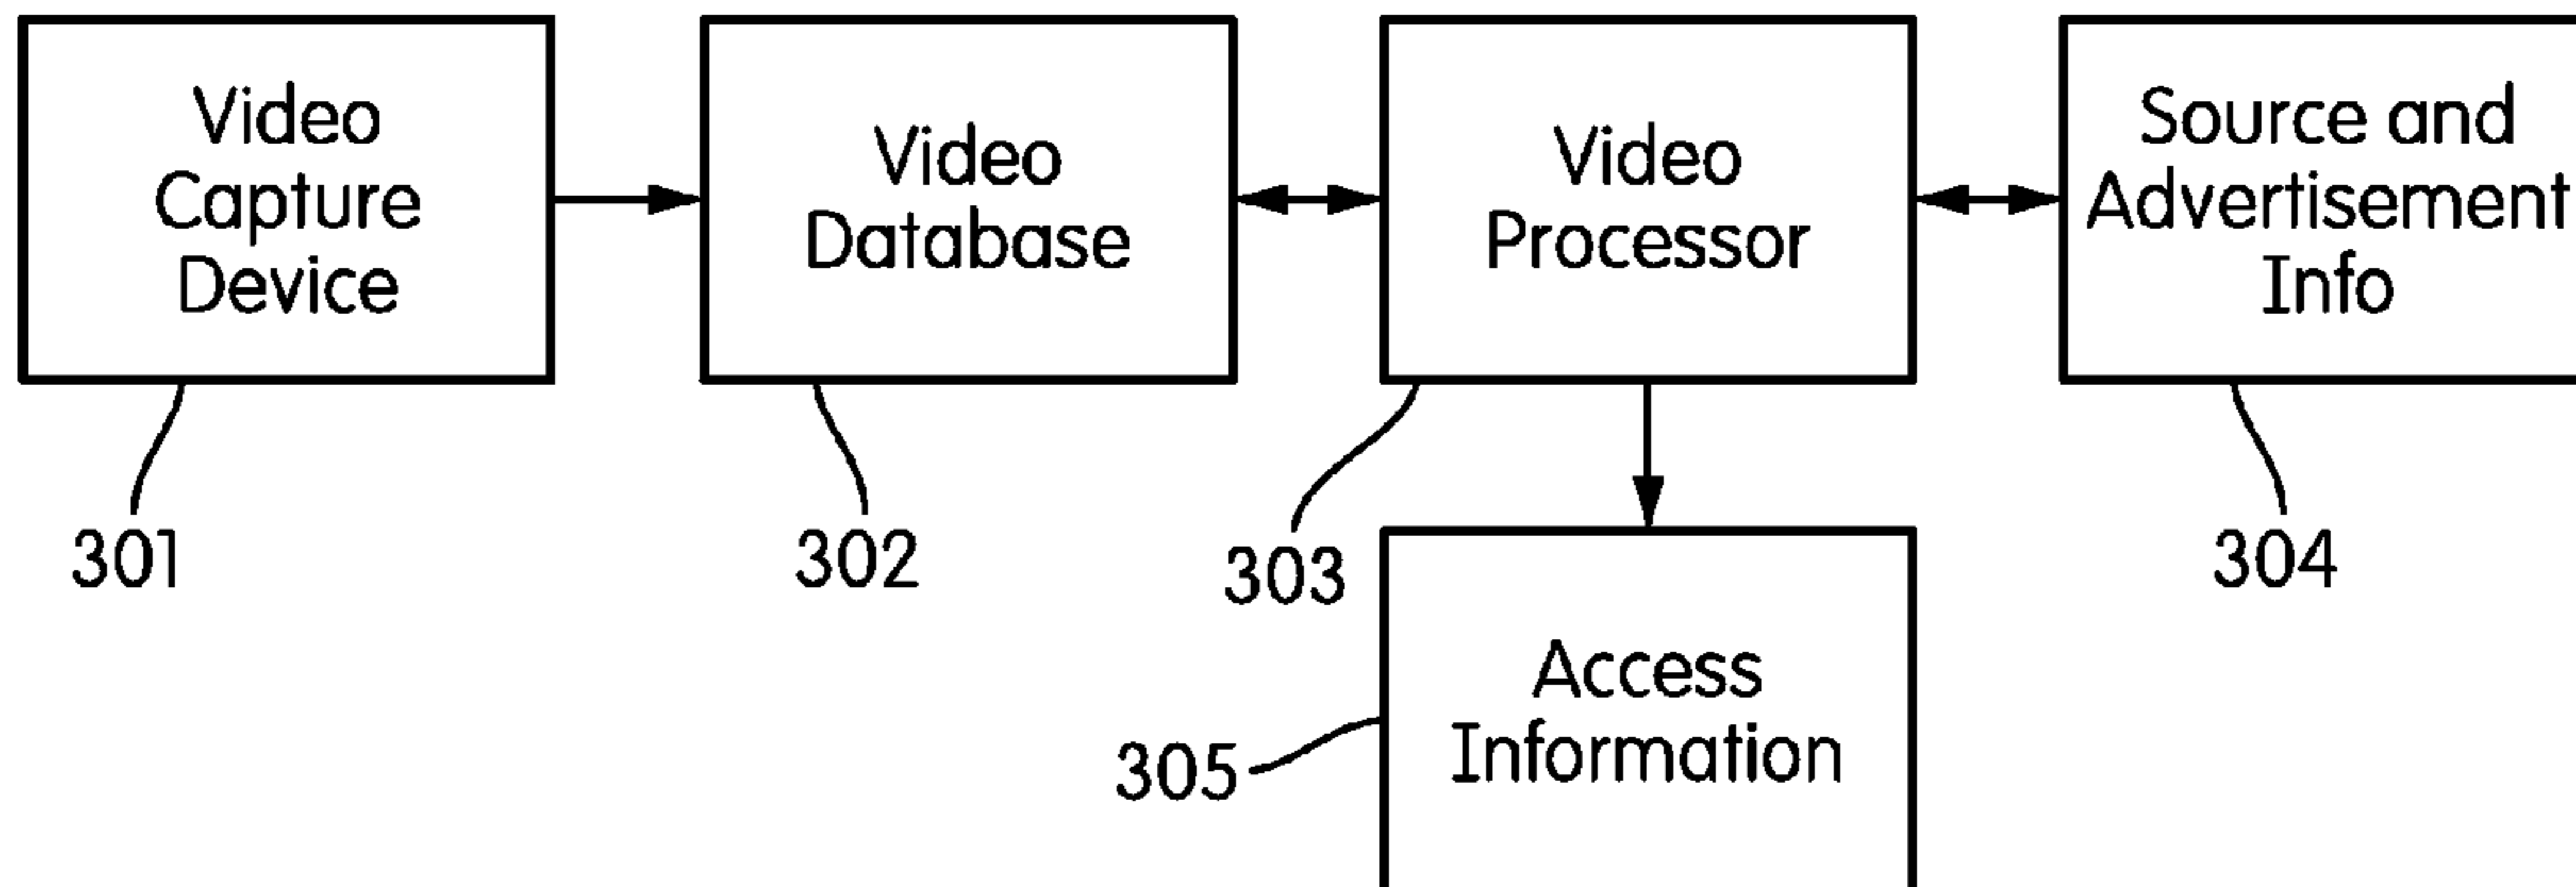 Video
Capture
Device
Video
Database
Video
Processor
Source and
Advertisement
Info
301
302
303
304
Access
Information
305